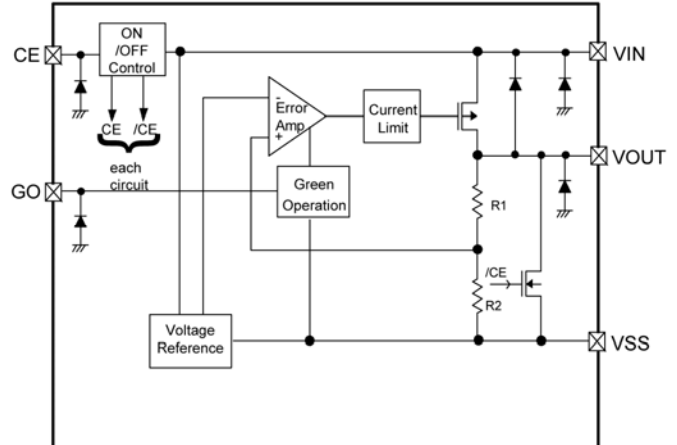 ON
/OFF
Control
CE
VIN
-
Error
Amp
+
Current
Limit
CE /CE
each
circuit
VOUT
GO
Green
Operation
R1
/CE
R2
Voltage
Reference
VSS